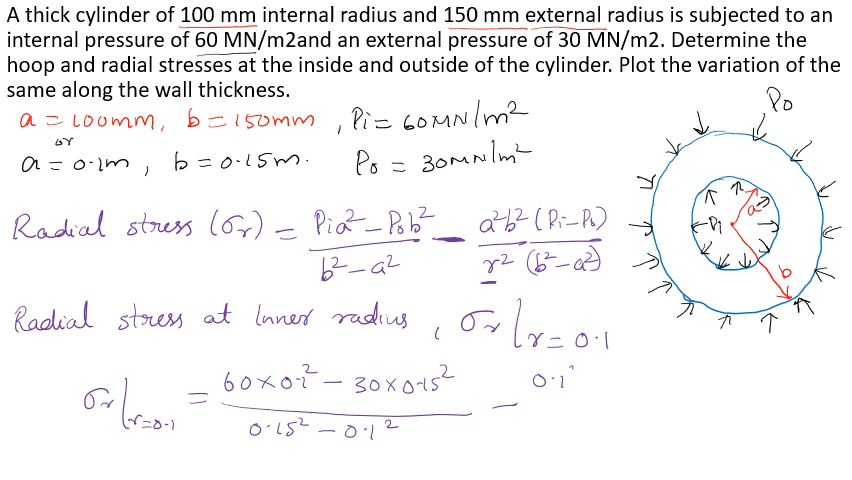 A thick cylinder of 100 mm internal radius and 150 mm external radius is subjected to an
internal pressure of 60 MN/m2and an external pressure of 30 MN/m2. Determine the
hoop and radial stresses at the inside and outside of the cylinder. Plot the variation of the
same along the wall thickness.
a = 100mm, b = 150mm , Pi = 60MN/m²
or
a = 0.1m , b = 0.15m. Po = 30MN/m²
Po
Pi
a
b
Radial stress (σr) = Pia² - Pob² / b² - a² - a²b² (Pi - Po) / r² (b² - a²)
Radial stress at Inner radius, σr|r = 0.1
σr|r=0.1 = 60×0.1² - 30×0.15² / 0.15² - 0.1² - 0.1²